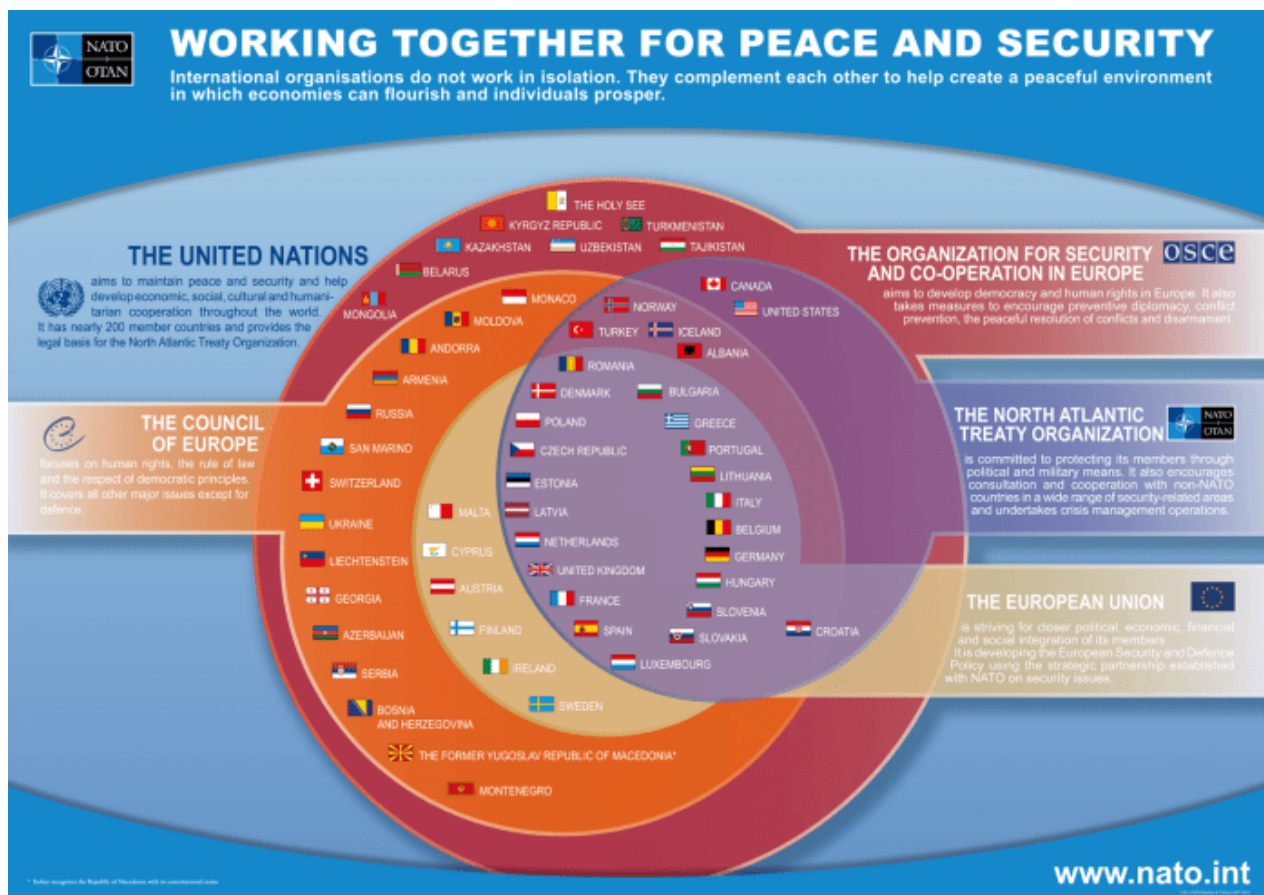 NATO
OTAN
WORKING TOGETHER FOR PEACE AND SECURITY
International organisations do not work in isolation. They complement each other to help create a peaceful environment
in which economies can flourish and individuals prosper.
THE UNITED NATIONS
aims to maintain peace and security and help
develop economic, social, cultural and humani-
tarian cooperation throughout the world.
It has nearly 200 member countries and provides the
legal basis for the North Atlantic Treaty Organization.
THE COUNCIL
OF EUROPE
focuses on human rights, the rule of law
and the respect of democratic principles.
It covers all other major issues except for
defence.
THE HOLY SEE
KYRGYZ REPUBLIC
TURKMENISTAN
KAZAKHSTAN
UZBEKISTAN
TAJIKISTAN
BELARUS
MONGOLIA
MONACO
MOLDOVA
ANDORRA
ARMENIA
RUSSIA
SAN MARINO
SWITZERLAND
UKRAINE
LIECHTENSTEIN
GEORGIA
AZERBAIJAN
SERBIA
BOSNIA
AND HERZEGOVINA
THE FORMER YUGOSLAV REPUBLIC OF MACEDONIA*
MONTENEGRO
MALTA
CYPRUS
AUSTRIA
FINLAND
IRELAND
SWEDEN
CANADA
NORWAY
UNITED STATES
TURKEY
ICELAND
ALBANIA
ROMANIA
DENMARK
BULGARIA
POLAND
GREECE
CZECH REPUBLIC
PORTUGAL
ESTONIA
LITHUANIA
LATVIA
ITALY
NETHERLANDS
BELGIUM
UNITED KINGDOM
GERMANY
FRANCE
HUNGARY
SPAIN
SLOVENIA
SLOVAKIA
CROATIA
LUXEMBOURG
THE ORGANIZATION FOR SECURITY
AND CO-OPERATION IN EUROPE
osce
aims to develop democracy and human rights in Europe. It also
takes measures to encourage preventive diplomacy, conflict
prevention, the peaceful resolution of conflicts and disarmament.
THE NORTH ATLANTIC
TREATY ORGANIZATION
NATO
OTAN
is committed to protecting its members through
political and military means. It also encourages
consultation and cooperation with non-NATO
countries in a wide range of security-related areas
and undertakes crisis management operations.
THE EUROPEAN UNION
is striving for closer political, economic, financial
and social integration of its members
It is developing the European Security and Defence
Policy using the strategic partnership established
with NATO on security issues.
* Turkey recognises the Republic of Macedonia with its constitutional name.
www.nato.int